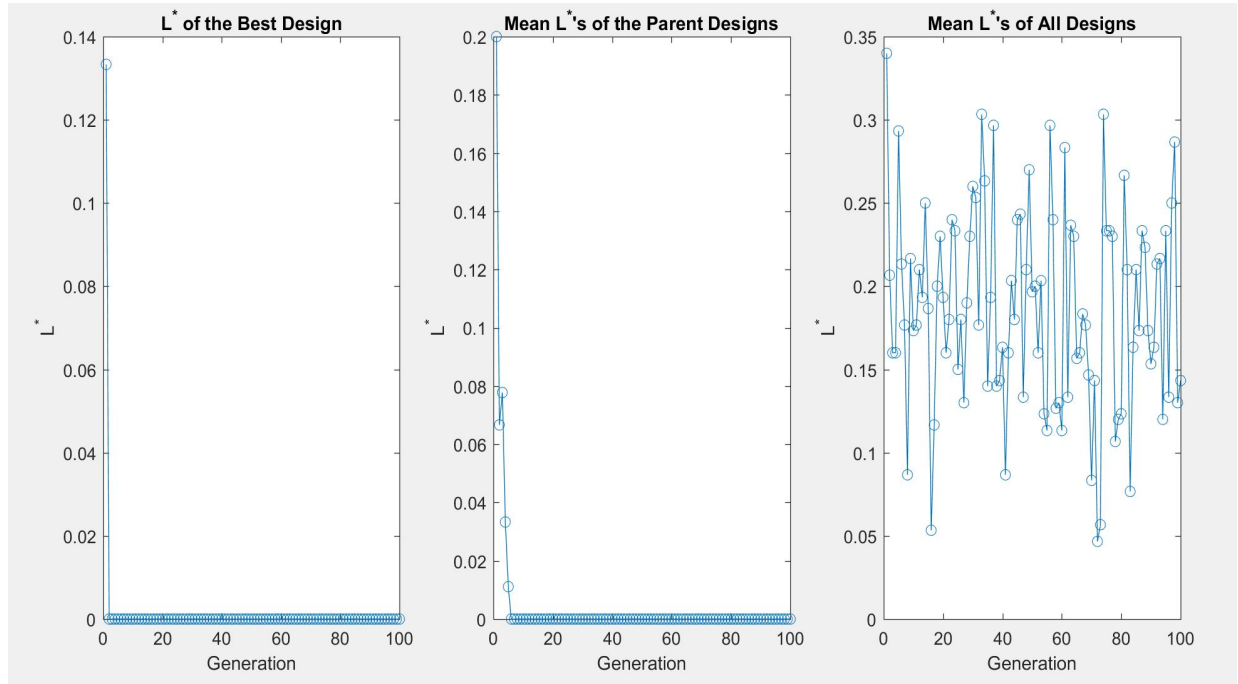 L* of the Best Design
0.14
0.12
0.1
0.08
0.06
0.04
0.02
0
L*
0 20 40 60 80 100
Generation
Mean L*'s of the Parent Designs
0.2
0.18
0.16
0.14
0.12
0.1
0.08
0.06
0.04
0.02
0
L*
0 20 40 60 80 100
Generation
Mean L*'s of All Designs
0.35
0.3
0.25
0.2
0.15
0.1
0.05
0
L*
0 20 40 60 80 100
Generation